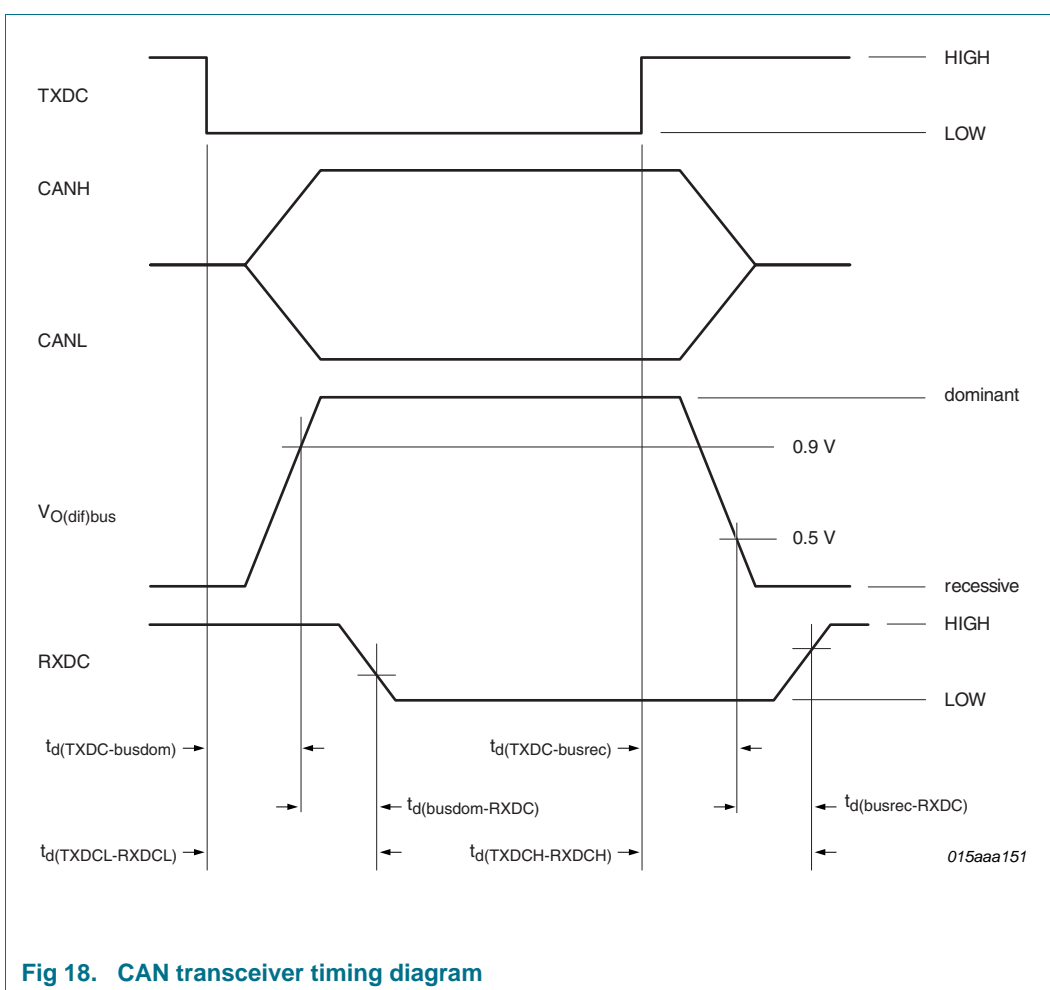 HIGH
TXDC
LOW
CANH
CANL
dominant
0.9 V
VO(dif)bus
0.5 V
recessive
HIGH
RXDC
LOW
td(TXDC-busdom)
td(TXDC-busrec)
td(busdom-RXDC)
td(busrec-RXDC)
td(TXDCL-RXDCL)
td(TXDCH-RXDCH)
015aaa151
Fig 18. CAN transceiver timing diagram